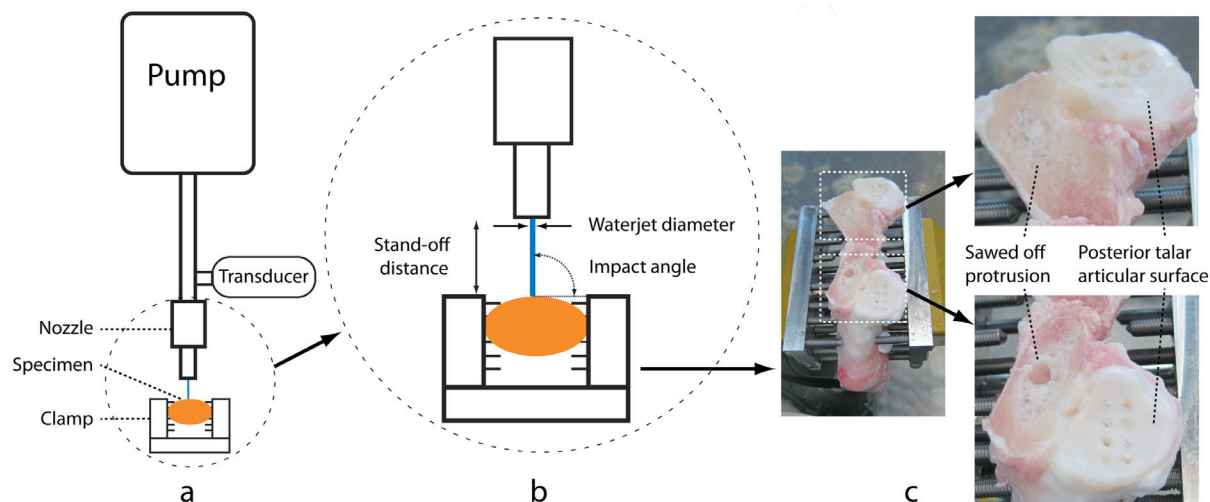 Pump
Transducer
Nozzle
Specimen
Clamp
a
Stand-off
distance
Waterjet diameter
Impact angle
b
Sawed off
protrusion
Posterior talar
articular surface
c